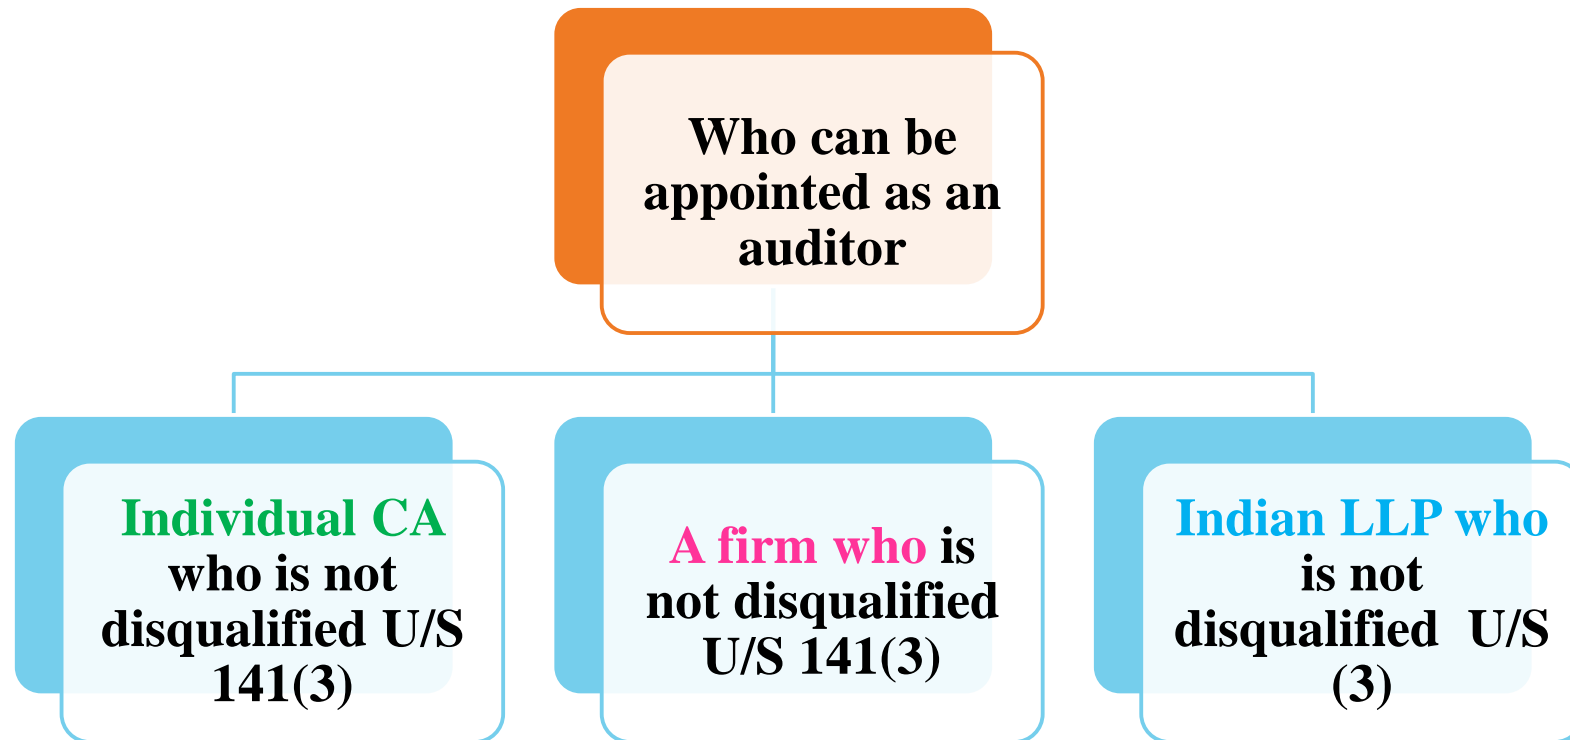 Who can be
appointed as an
auditor
Individual CA
who is not
disqualified U/S
141(3)
A firm who is
not disqualified
U/S 141(3)
Indian LLP who
is not
disqualified U/S
(3)